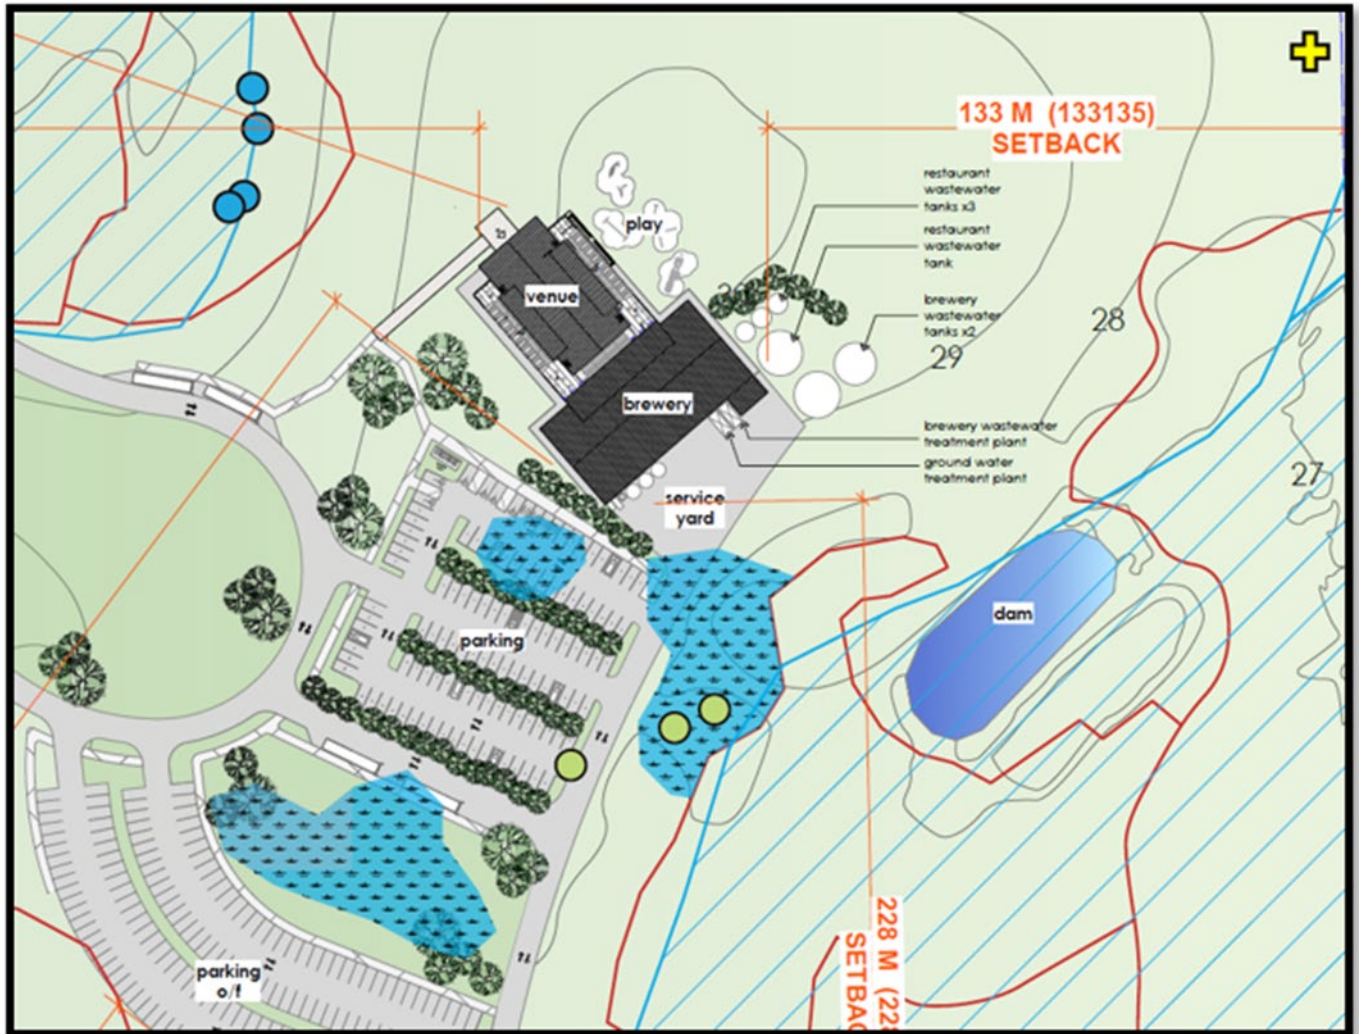 133 M (133135)
SETBACK
restaurant
wastewater
tanks x3
restaurant
wastewater
tank
play
venue
brewery
wastewater
tanks x2
28
29
brewery
brewery wastewater
treatment plant
ground water
treatment plant
27
service
yard
dam
parking
228 M (228
SETBAC
parking
o/f